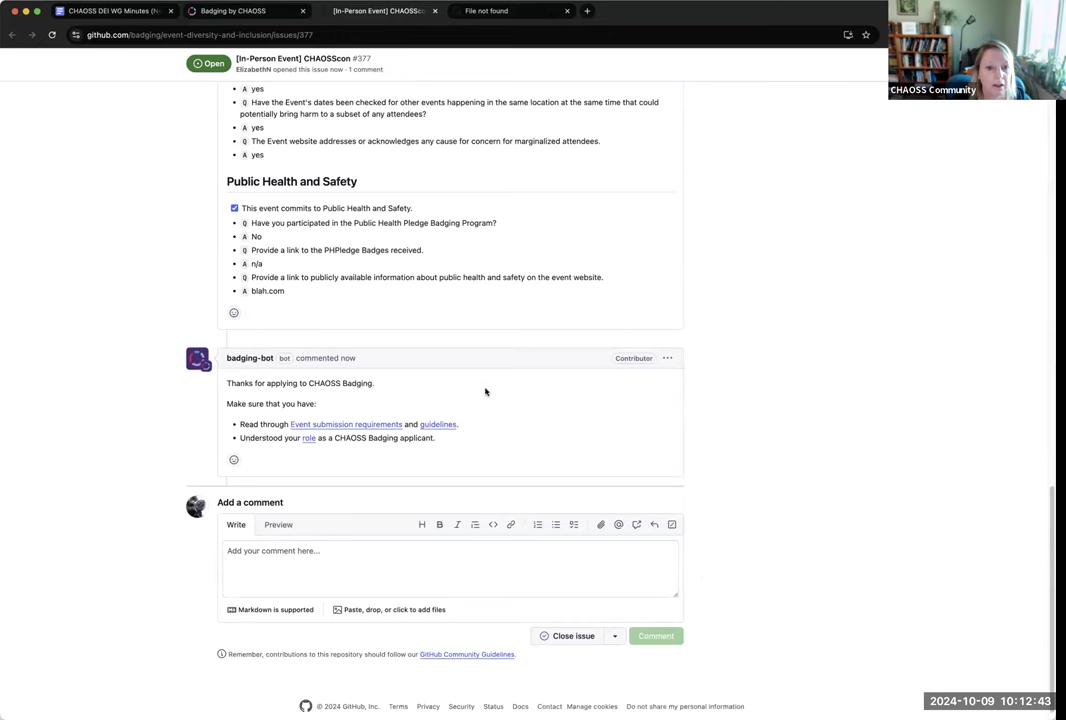 CHAOSS DEI WG Minutes (N
Badging by CHAOSS
[In-Person Event] CHAOSSco
File not found
github.com/badging/event-diversity-and-inclusion/issues/377
CHAOSS Community
Open
[In-Person Event] CHAOSScon #377
ElizabethN opened this issue now · 1 comment
A yes
Q Have the Event's dates been checked for other events happening in the same location at the same time that could
potentially bring harm to a subset of any attendees?
A yes
Q The Event website addresses or acknowledges any cause for concern for marginalized attendees.
A yes
Public Health and Safety
This event commits to Public Health and Safety.
Q Have you participated in the Public Health Pledge Badging Program?
A No
Q Provide a link to the PHPledge Badges received.
A n/a
Q Provide a link to publicly available information about public health and safety on the event website.
A blah.com
badging-bot bot commented now
Contributor
Thanks for applying to CHAOSS Badging.
Make sure that you have:
Read through Event submission requirements and guidelines.
Understood your role as a CHAOSS Badging applicant.
Add a comment
Write
Preview
Add your comment here...
Markdown is supported
Paste, drop, or click to add files
Close issue
Comment
Remember, contributions to this repository should follow our GitHub Community Guidelines.
© 2024 GitHub, Inc. Terms Privacy Security Status Docs Contact Manage cookies Do not share my personal information
2024-10-09 10:12:43